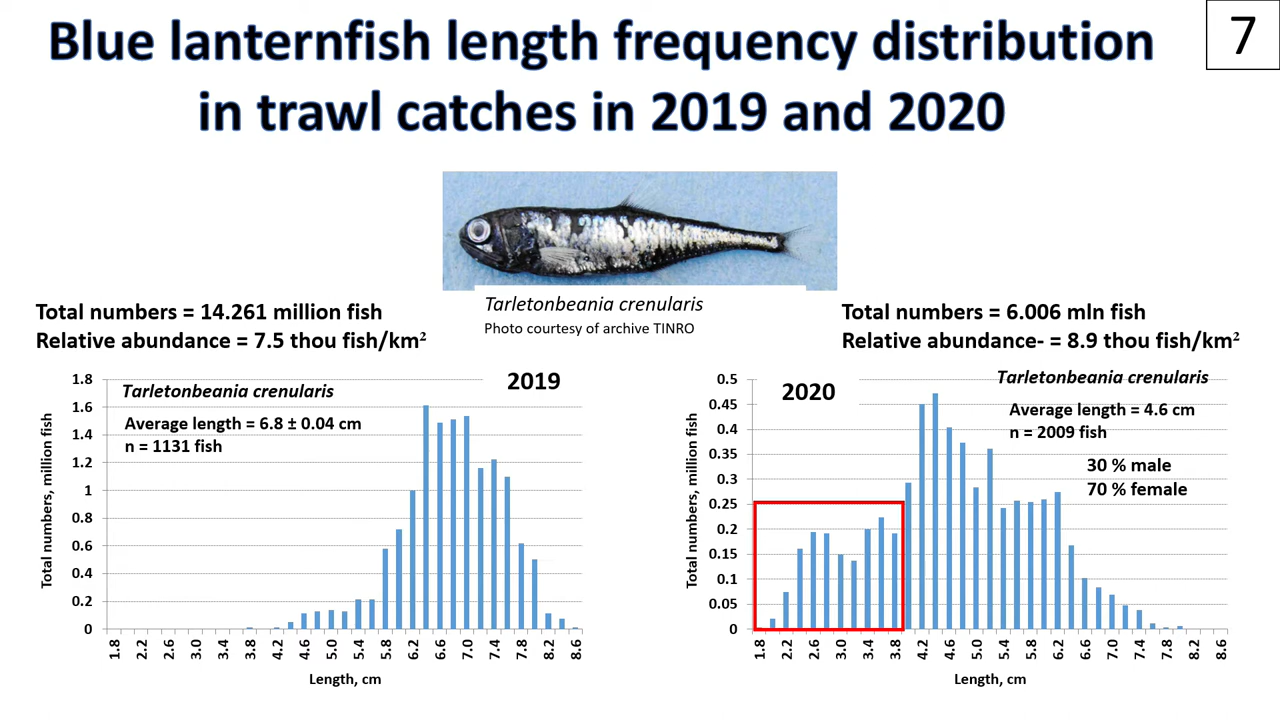 Blue lanternfish length frequency distribution
in trawl catches in 2019 and 2020
7
Tarletonbeania crenularis
Photo courtesy of archive TINRO
Total numbers = 14.261 million fish
Relative abundance = 7.5 thou fish/km²
Total numbers = 6.006 mln fish
Relative abundance- = 8.9 thou fish/km²
2019
Tarletonbeania crenularis
Average length = 6.8 ± 0.04 cm
n = 1131 fish
Total numbers, million fish
1.8
1.6
1.4
1.2
1
0.8
0.6
0.4
0.2
0
1.8 2.2 2.6 3.0 3.4 3.8 4.2 4.6 5.0 5.4 5.8 6.2 6.6 7.0 7.4 7.8 8.2 8.6
Length, cm
2020
Tarletonbeania crenularis
Average length = 4.6 cm
n = 2009 fish
30 % male
70 % female
Total numbers, million fish
0.5
0.45
0.4
0.35
0.3
0.25
0.2
0.15
0.1
0.05
0
1.8 2.2 2.6 3.0 3.4 3.8 4.2 4.6 5.0 5.4 5.8 6.2 6.6 7.0 7.4 7.8 8.2 8.6
Length, cm